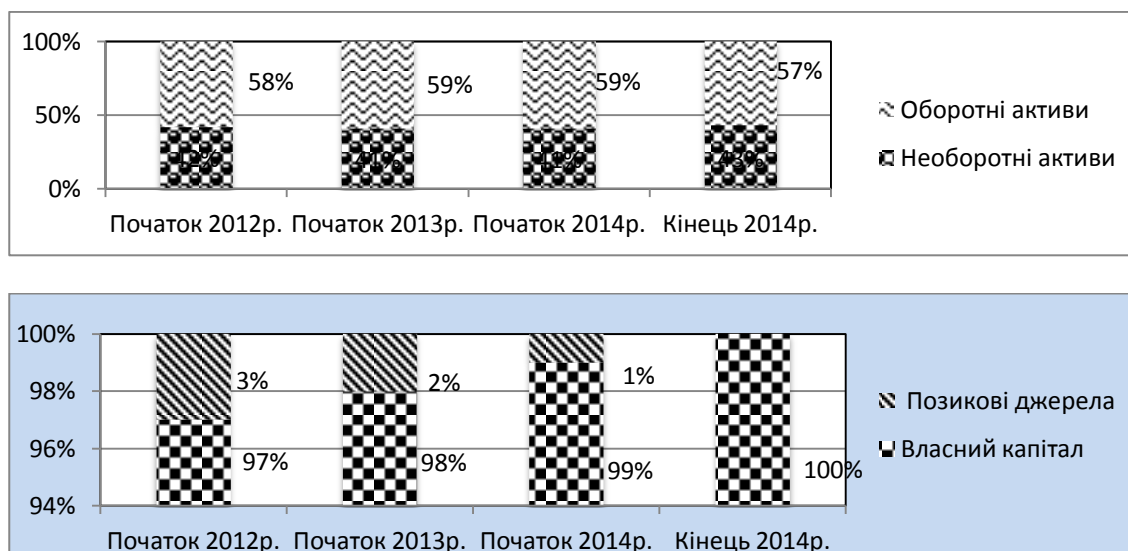 100%
58%
59%
59%
57%
50%
41%
43%
0%
Початок 2012р.
Початок 2013р.
Початок 2014р.
Кінець 2014р.
Оборотні активи
Необоротні активи
100%
98%
96%
94%
3%
2%
1%
97%
98%
99%
100%
Початок 2012р.
Початок 2013р.
Початок 2014р.
Кінець 2014р.
Позикові джерела
Власний капітал